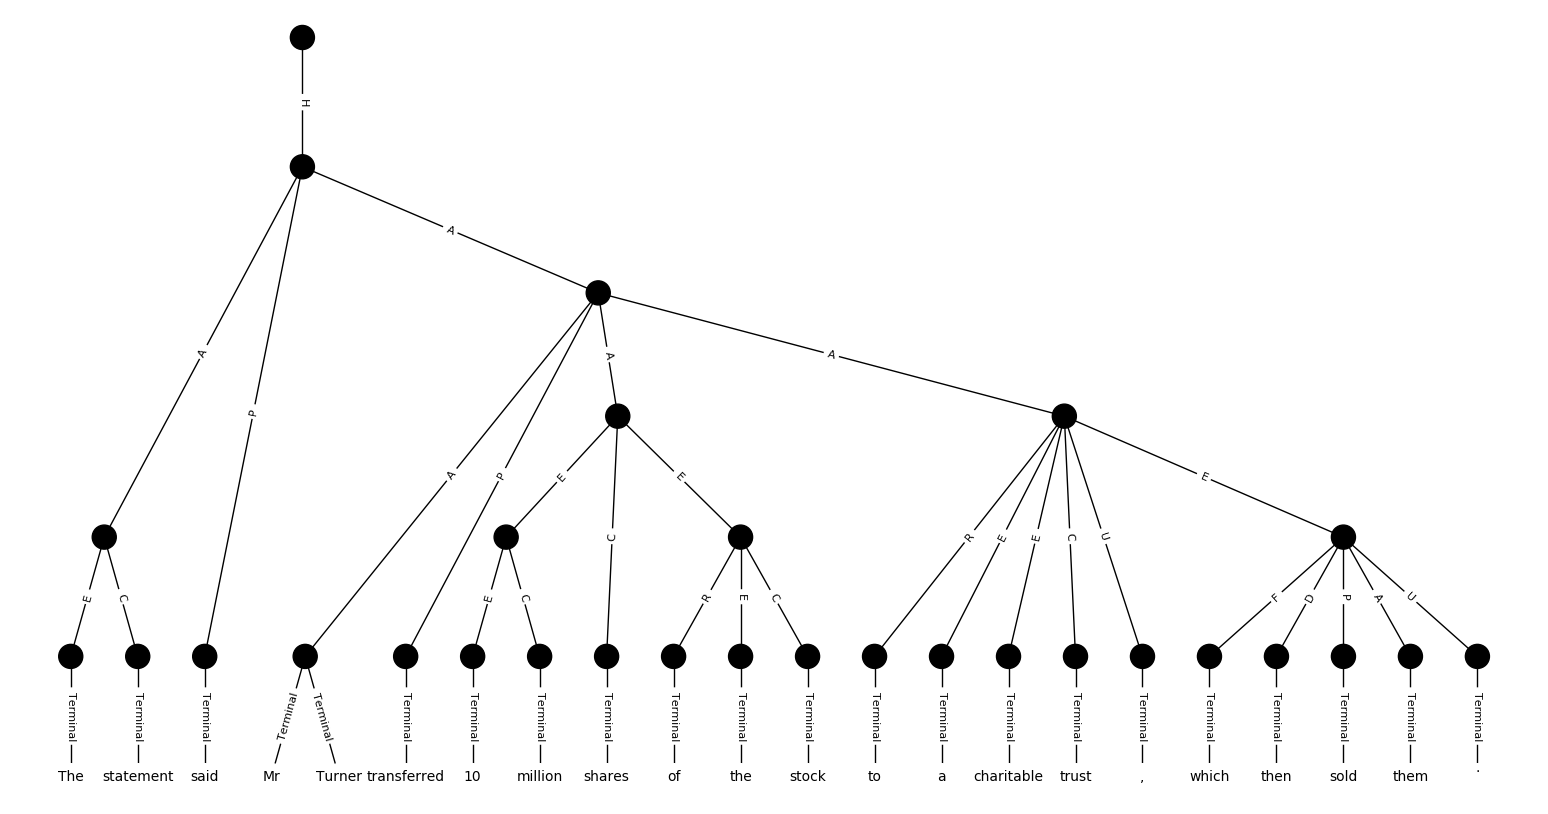 H
A
A
A
P
A
A
P
E
E
E
R
E
E
C
U
C
E
C
E
C
R
E
C
F
D
P
A
U
Terminal Terminal Terminal Terminal Terminal Terminal Terminal Terminal Terminal Terminal Terminal Terminal Terminal Terminal Terminal Terminal Terminal Terminal Terminal Terminal Terminal Terminal
The statement said Mr Turner transferred 10 million shares of the stock to a charitable trust , which then sold them .